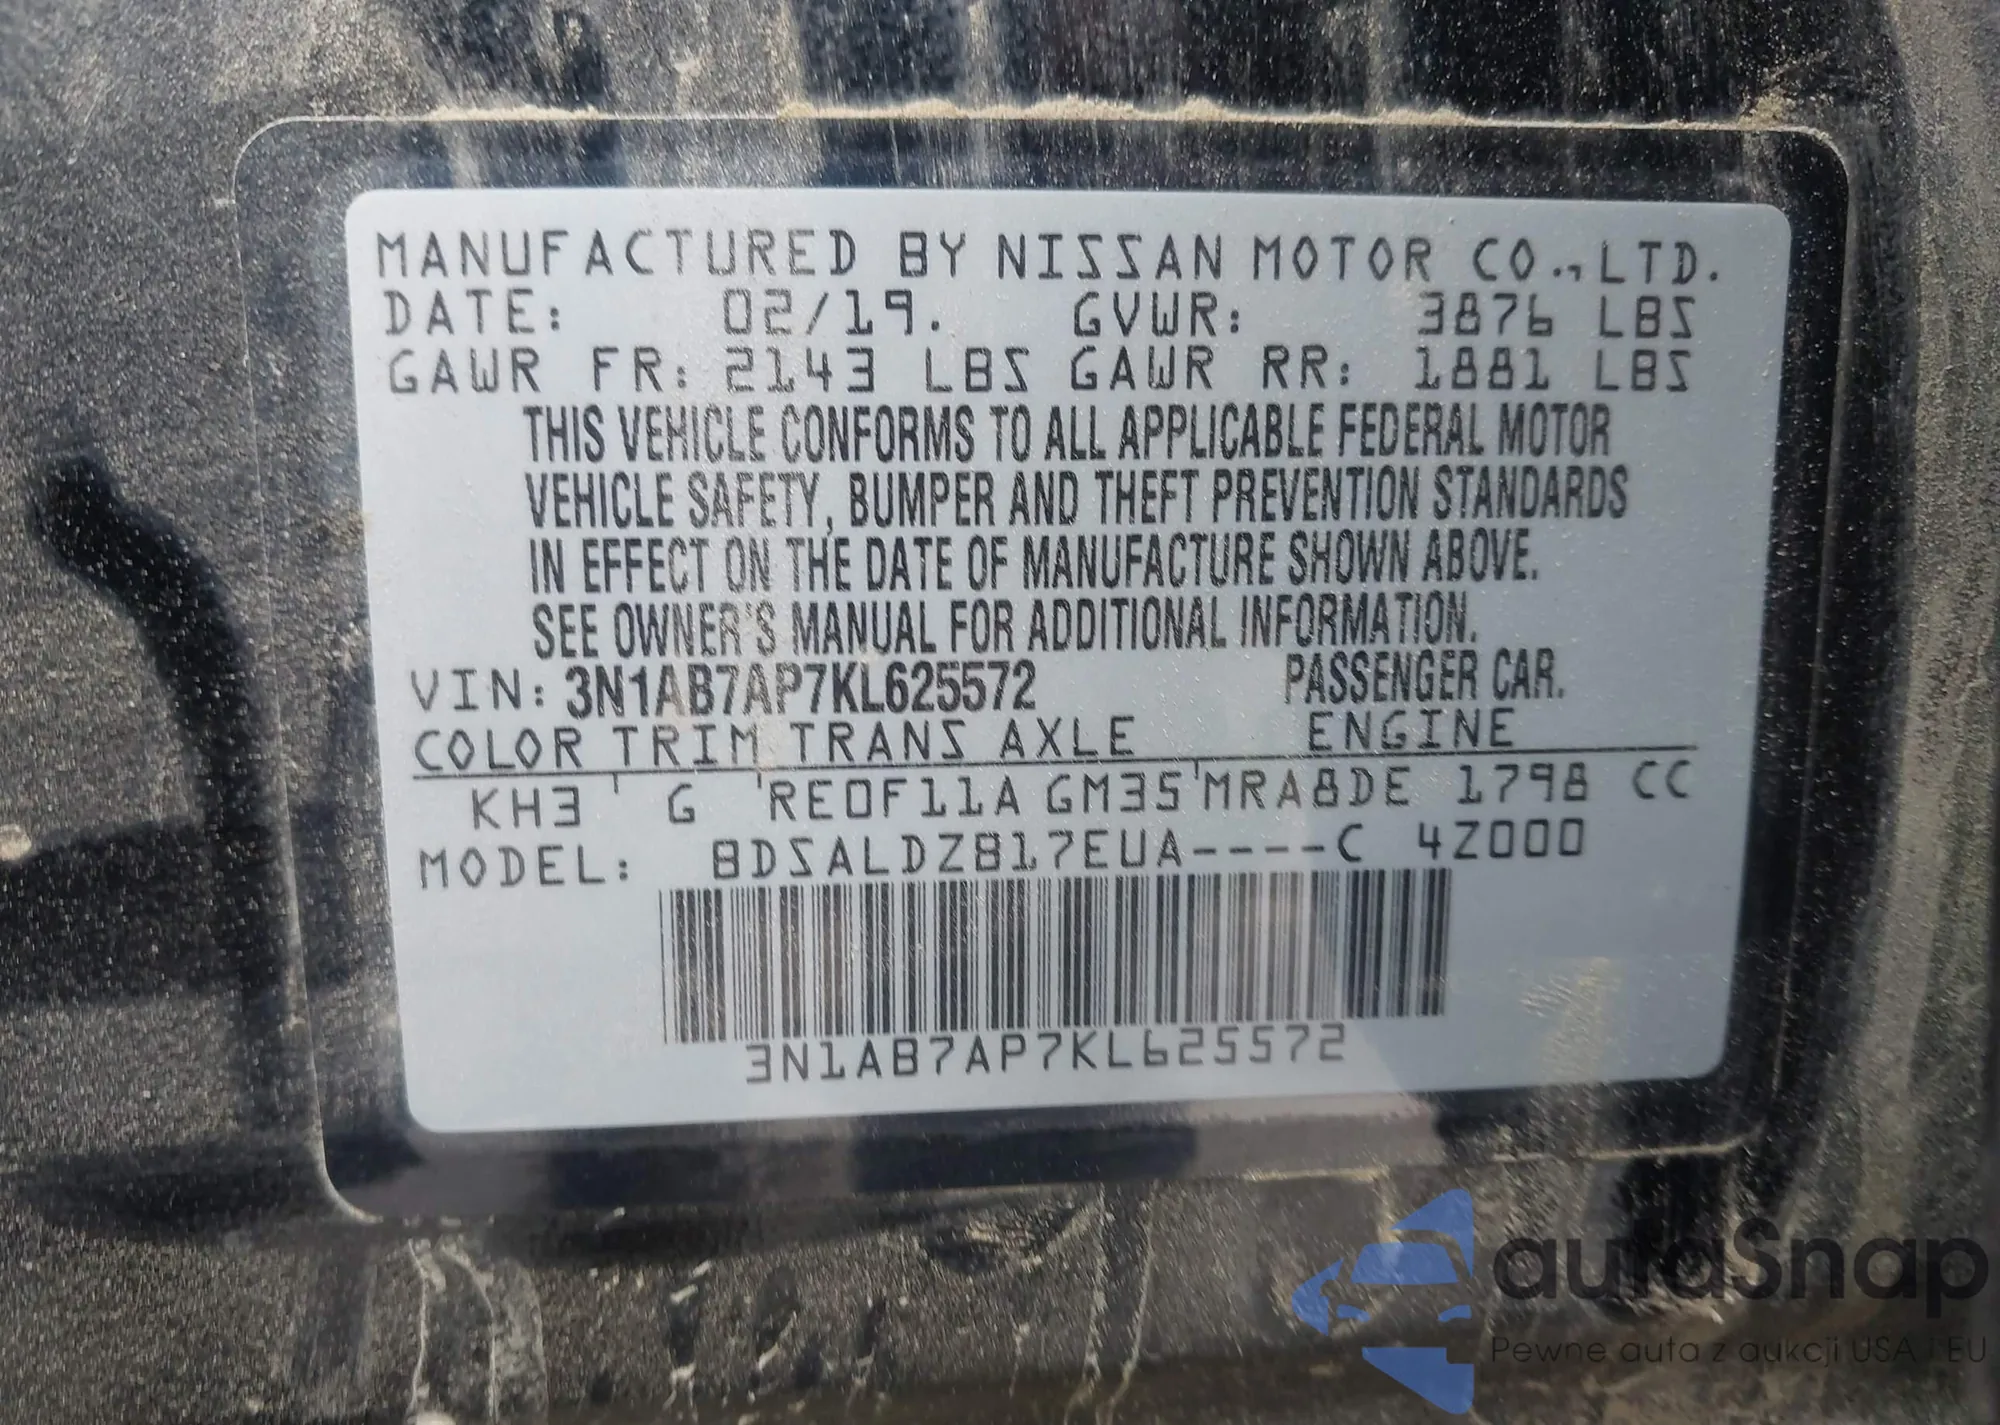 MANUFACTURED BY NISSAN MOTOR CO.,LTD.
DATE: 02/19. GVWR: 3876 LBS
GAWR FR: 2143 LBS GAWR RR: 1881 LBS
THIS VEHICLE CONFORMS TO ALL APPLICABLE FEDERAL MOTOR
VEHICLE SAFETY, BUMPER AND THEFT PREVENTION STANDARDS
IN EFFECT ON THE DATE OF MANUFACTURE SHOWN ABOVE.
SEE OWNER'S MANUAL FOR ADDITIONAL INFORMATION.
VIN: 3N1AB7AP7KL625572 PASSENGER CAR.
COLOR TRIM TRANS AXLE ENGINE
KH3 G RE0F11A GM35 MRA8DE 1798 CC
MODEL: BDSALDZB17EUA----C 4Z000
3N1AB7AP7KL625572
autaSnap
Pewne auta z aukcji USA i EU